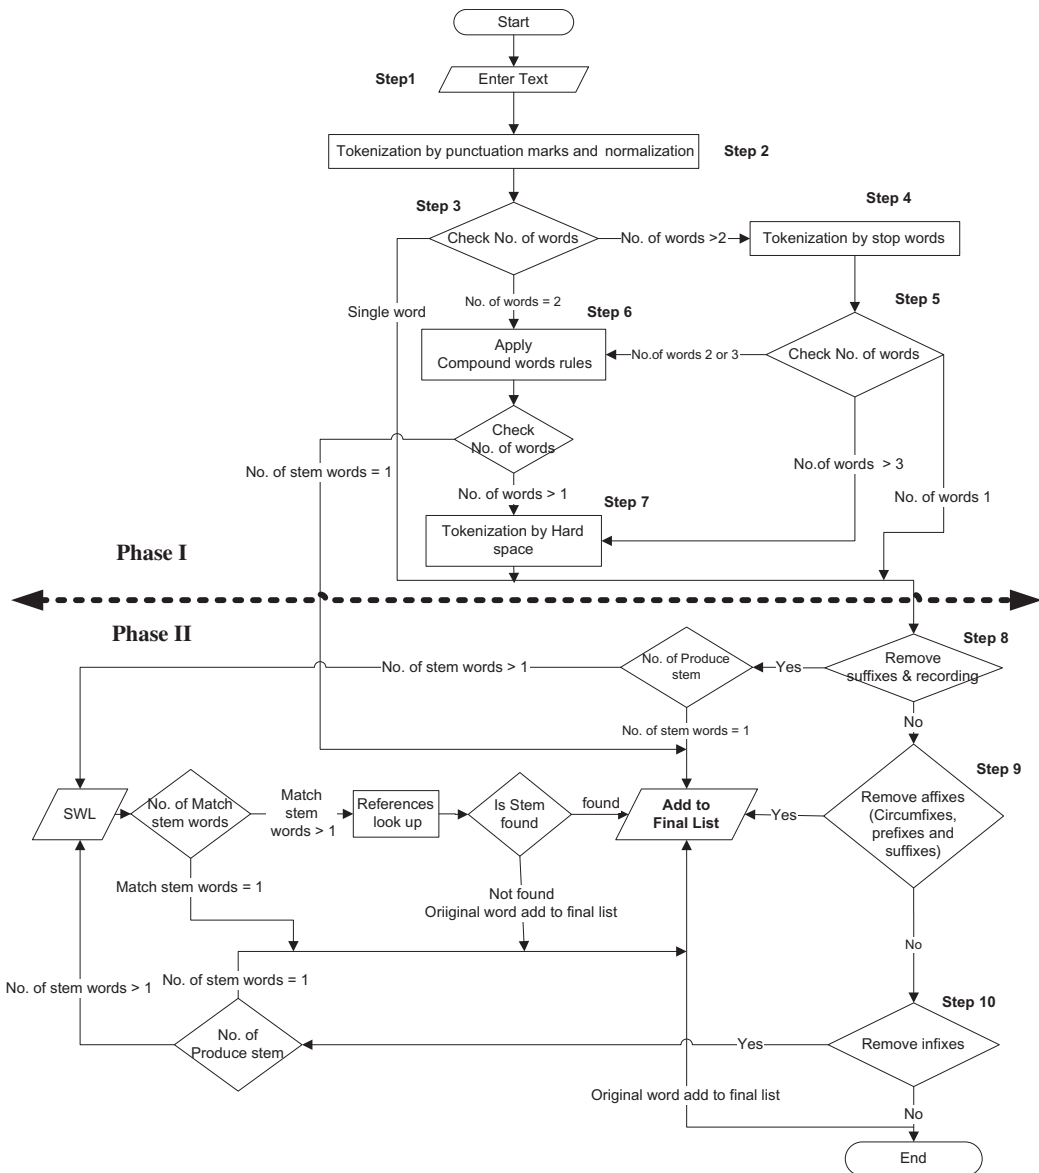 Start
Step1
Enter Text
Tokenization by punctuation marks and normalization
Step 2
Step 3
Step 4
Check No. of words
No. of words >2
Tokenization by stop words
Step 5
No. of words = 2
Single word
Step 6
Apply
Compound words rules
No.of words 2 or 3
Check No. of words
Check
No. of words
No. of stem words = 1
No.of words > 3
No. of words > 1
No. of words 1
Step 7
Tokenization by Hard
space
Phase I
Phase II
Step 8
No. of stem words > 1
No. of Produce
stem
Yes
Remove
suffixes & recording
No
No. of stem words = 1
Step 9
SWL
No. of Match
stem words
Match
stem
words > 1
References
look up
Is Stem
found
found
Add to
Final List
Yes
Remove affixes
(Circumfixes,
prefixes and
suffixes)
Match stem words = 1
Not found
Oriiginal word add to final list
No
No. of stem words > 1
No. of stem words = 1
Step 10
No. of
Produce stem
Yes
Remove infixes
Original word add to final list
No
End